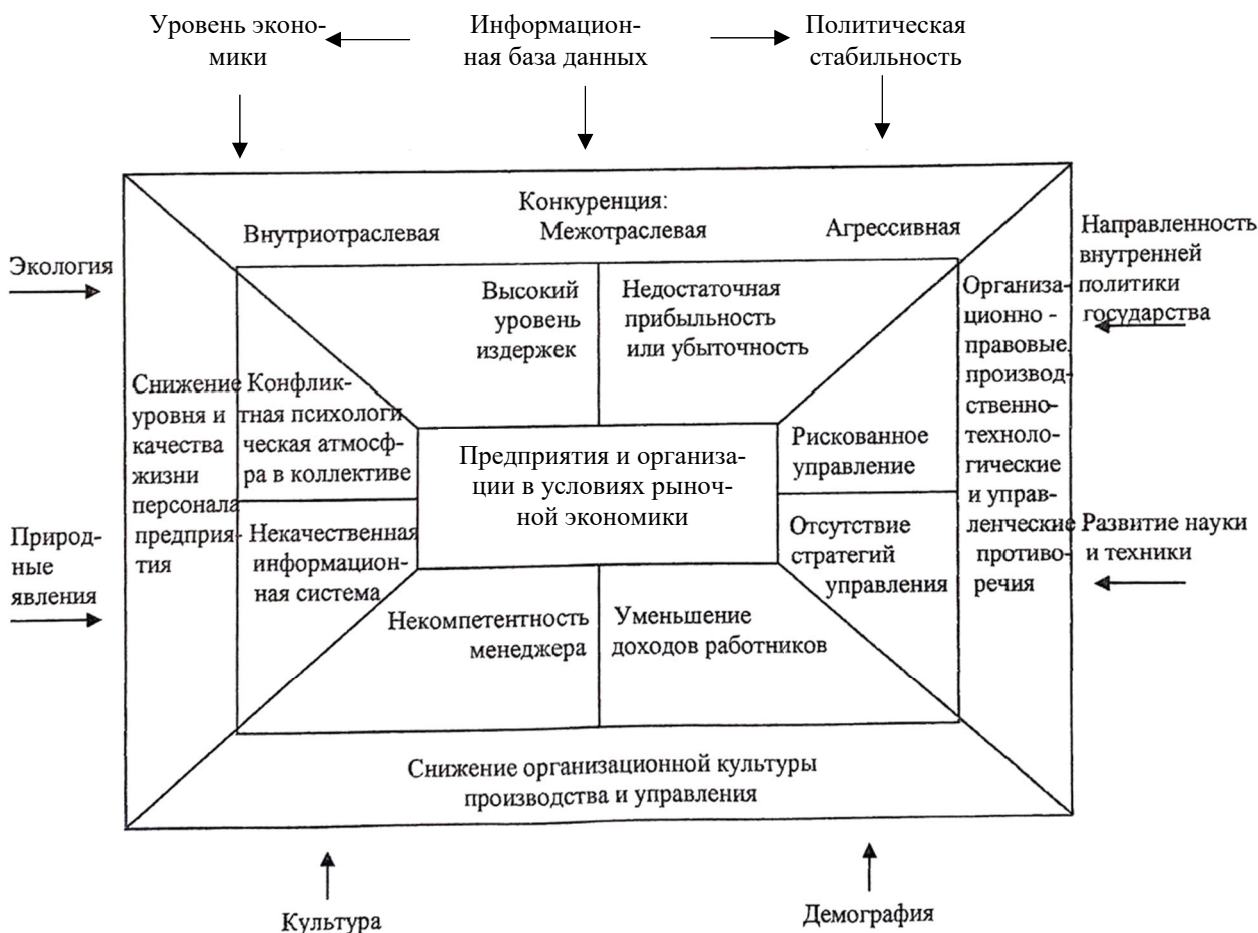 Уровень эконо-
мики
Информацион-
ная база данных
Политическая
стабильность
Конкуренция:
Внутриотраслевая
Межотраслевая
Агрессивная
Экология
Природ-
ные
явления
Снижение
уровня и
качества
жизни
персонала
предприя-
тия
Высокий
уровень
издержек
Недостаточная
прибыльность
или убыточность
Конфлик-
тная психологи
ческая атмосф-
ра в коллективе
Некачественная
информацион-
ная система
Предприятия и организа-
ции в условиях рыноч-
ной экономики
Рискованное
управление
Отсутствие
стратегий
управления
Некомпетентность
менеджера
Уменьшение
доходов работников
Организа-
ционно -
правовые,
производ-
ственно-
техноло-
гические
и управ-
ленческие
противо-
речия
Направленность
внутренней
политики
государства
Развитие науки
и техники
Снижение организационной культуры
производства и управления
Культура
Демография